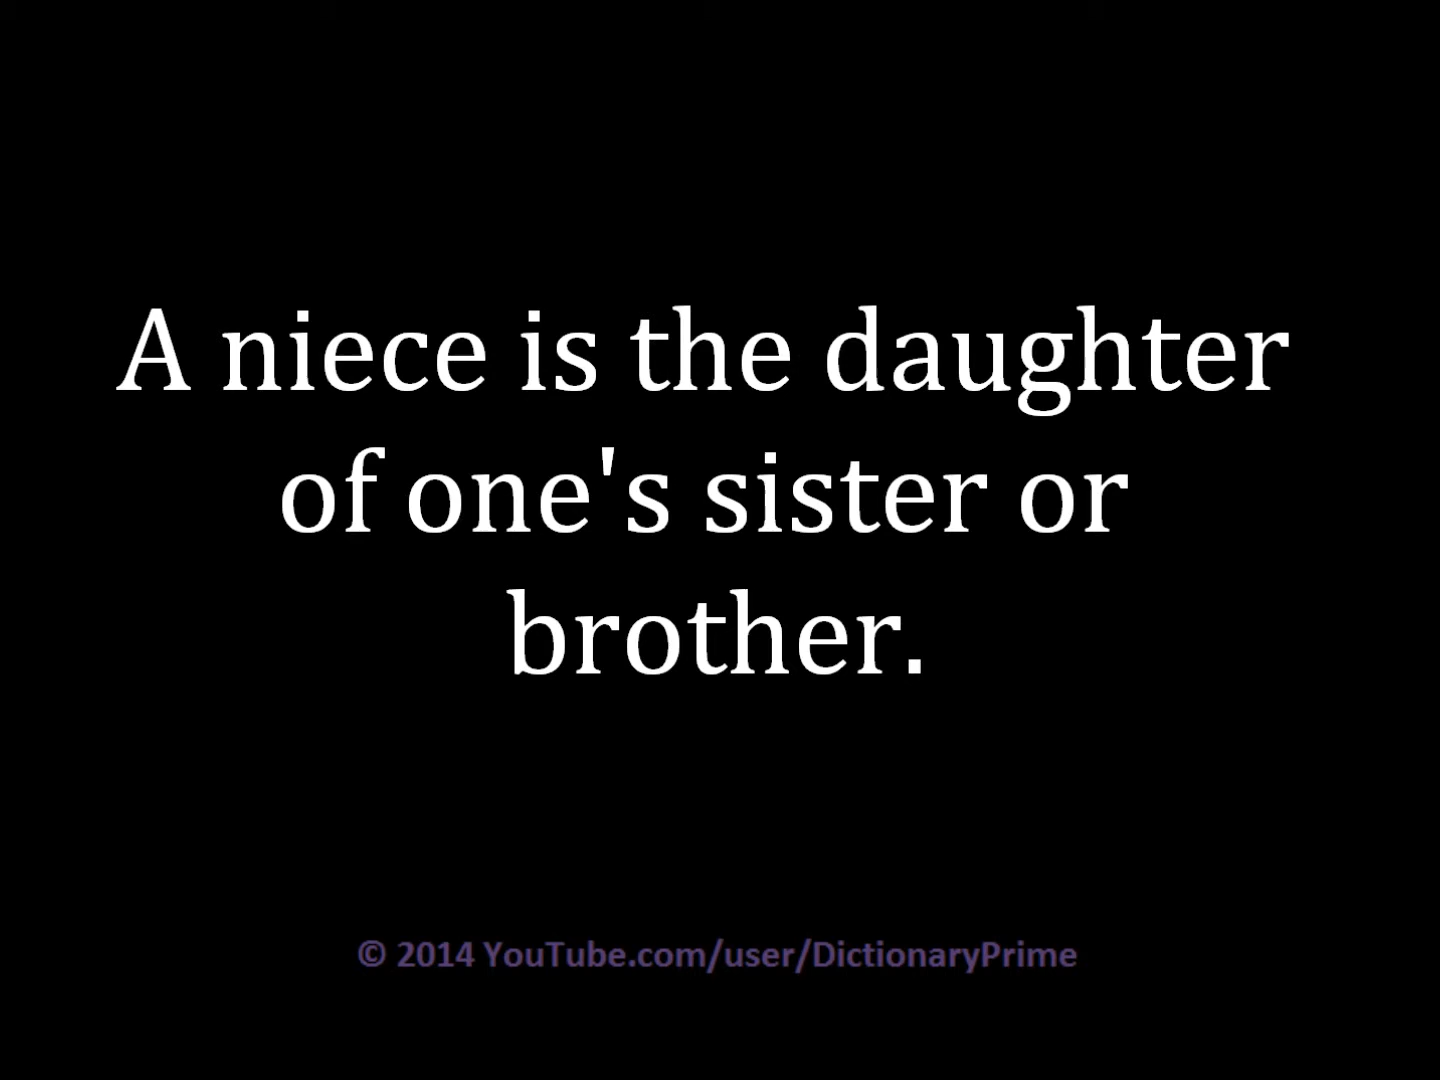 A niece is the daughter
of one's sister or
brother.
© 2014 YouTube.com/user/DictionaryPrime